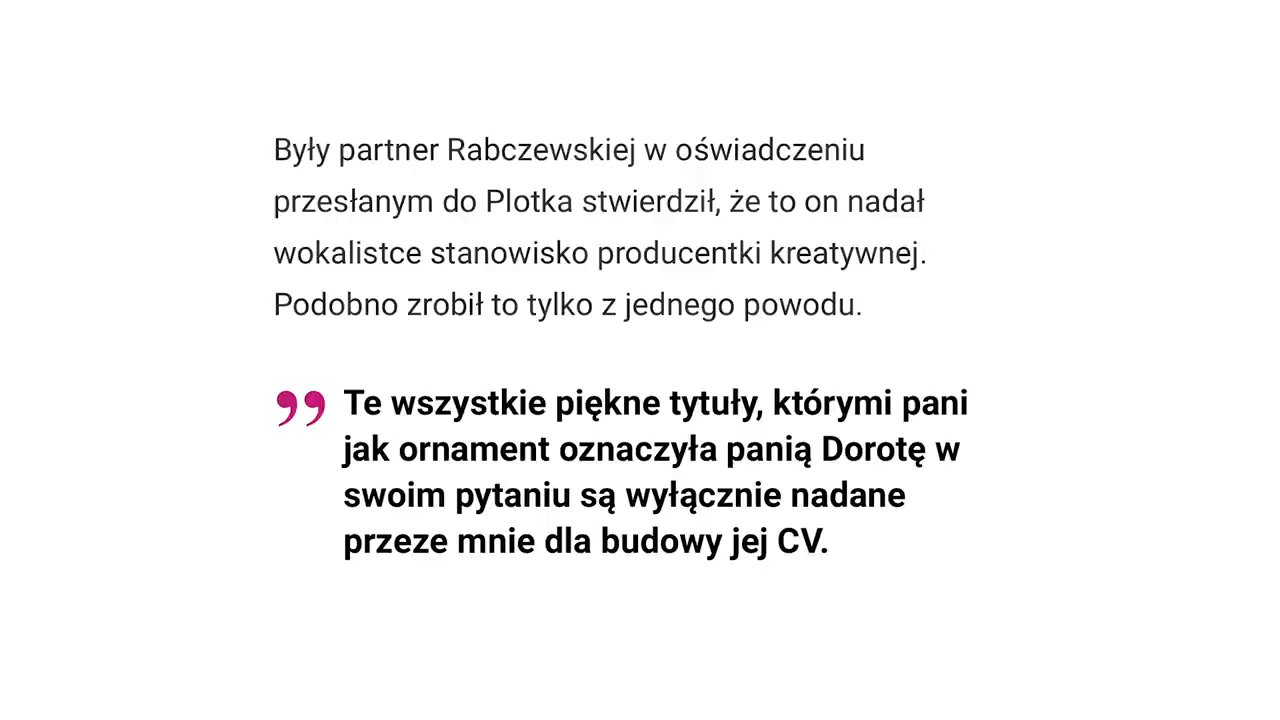 Były partner Rabczewskiej w oświadczeniu
przesłanym do Plotka stwierdził, że to on nadał
wokalistce stanowisko producentki kreatywnej.
Podobno zrobił to tylko z jednego powodu.
” Te wszystkie piękne tytuły, którymi pani
jak ornament oznaczyła panią Dorotę w
swoim pytaniu są wyłącznie nadane
przeze mnie dla budowy jej CV.